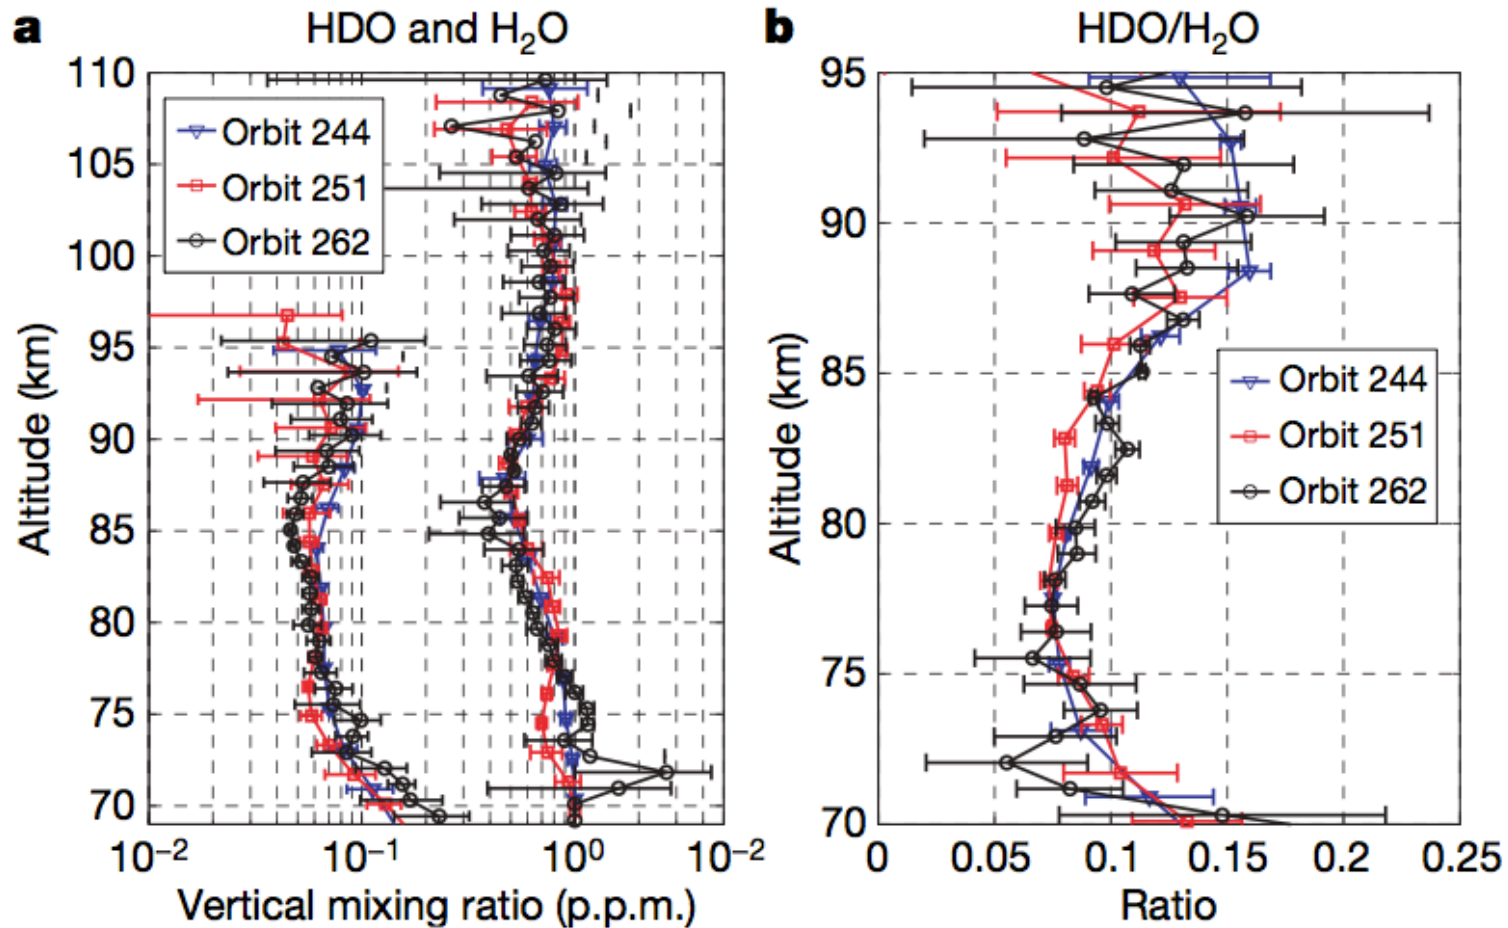 a HDO and H₂O
110
105
100
95
90
85
80
75
70
Altitude (km)
Orbit 244
Orbit 251
Orbit 262
10⁻² 10⁻¹ 10⁰ 10⁻²
Vertical mixing ratio (p.p.m.)
b HDO/H₂O
95
90
85
80
75
70
Altitude (km)
Orbit 244
Orbit 251
Orbit 262
0 0.05 0.1 0.15 0.2 0.25
Ratio